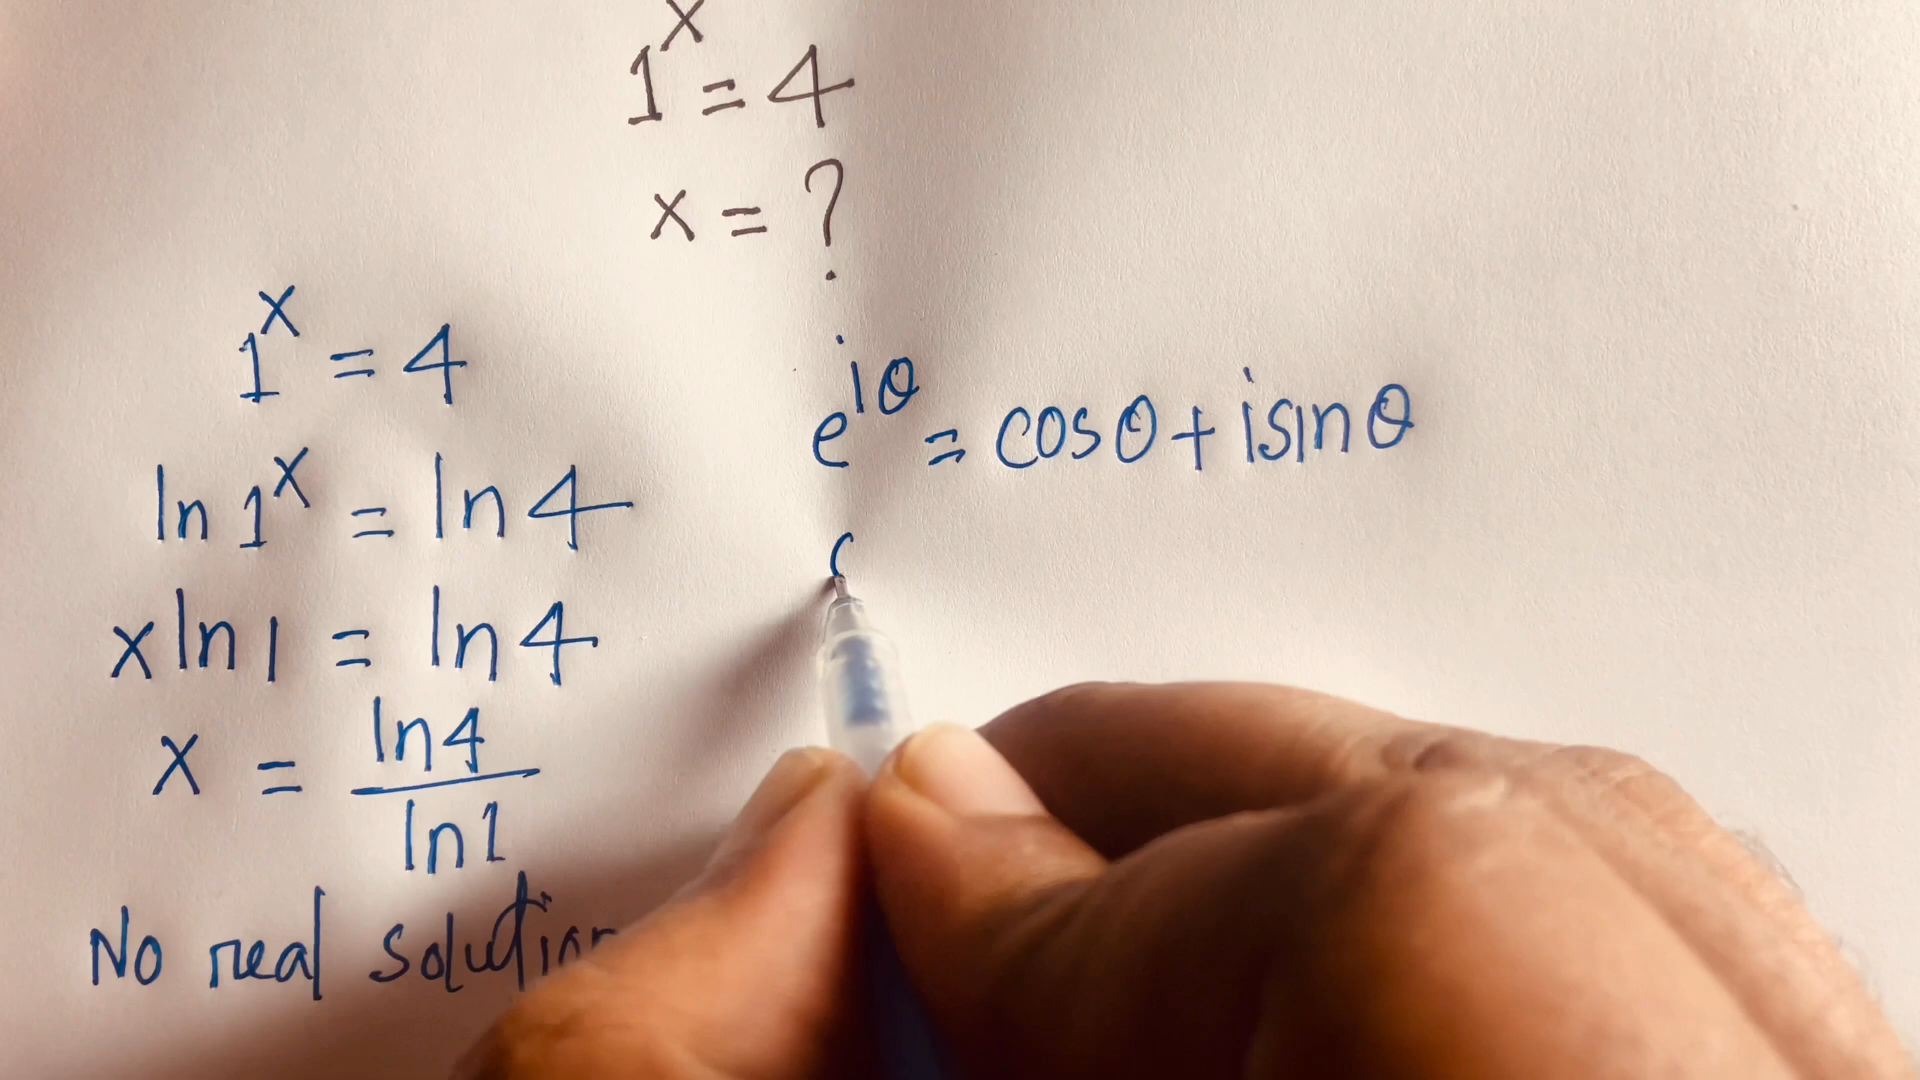 1^x = 4
x = ?
1^x = 4
ln 1^x = ln 4
x ln 1 = ln 4
x = ln4 / ln1
No real solution
e^iθ = cosθ + isinθ